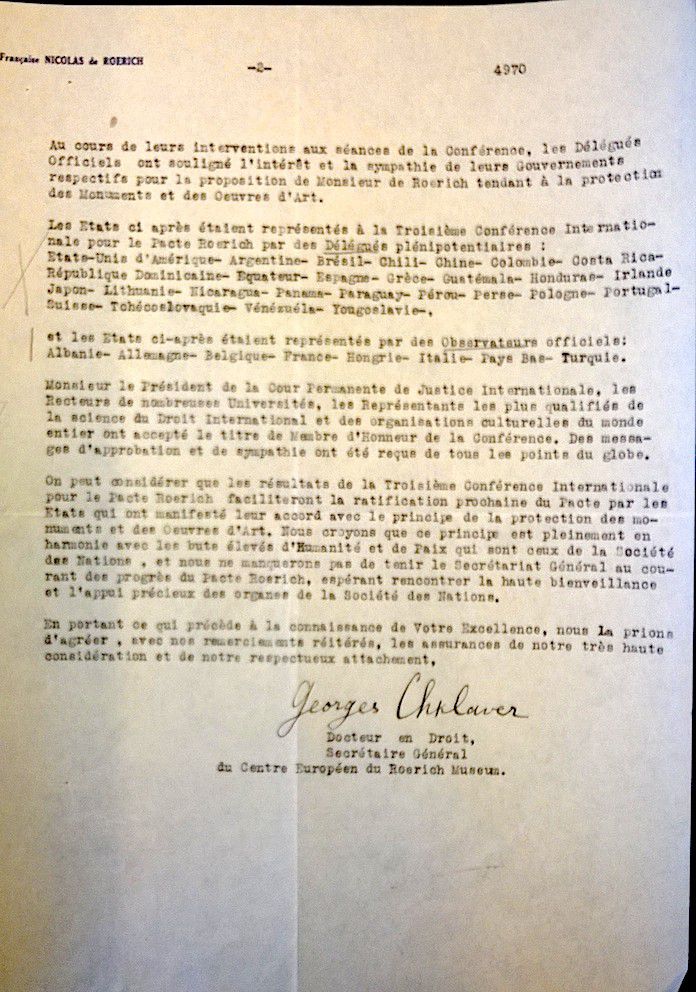 Française NICOLAS de ROERICH
-2-
4970
Au cours de leurs interventions aux séances de la Conférence, les Délégués
Officiels ont souligné l'intérêt et la sympathie de leurs Gouvernements
respectifs pour la proposition de Monsieur de Roerich tendant à la protection
des Monuments et des Oeuvres d'Art.
Les Etats ci après étaient représentés à la Troisième Conférence Internatio-
nale pour le Pacte Roerich par des Délégués plénipotentiaires :
Etats-Unis d'Amérique- Argentine- Brésil- Chili- Chine- Colombie- Costa Rica-
République Dominicaine- Equateur- Espagne- Grèce- Guatémala- Honduras- Irlande
Japon- Lithuanie- Nicaragua- Panama- Paraguay- Pérou- Perse- Pologne- Portugal-
Suisse- Tchécoslovaquie- Vénézuéla- Yougoslavie-.
et les Etats ci-après étaient représentés par des Observateurs officiels:
Albanie- Allemagne- Belgique- France- Hongrie- Italie- Pays Bas- Turquie.
Monsieur le Président de la Cour Permanente de Justice Internationale, les
Recteurs de nombreuses Universités, les Représentants les plus qualifiés de
la science du Droit International et des organisations culturelles du monde
entier ont accepté le titre de Membre d'Honneur de la Conférence. Des messa-
ges d'approbation et de sympathie ont été reçus de tous les points du globe.
On peut considérer que les résultats de la Troisième Conférence Internationale
pour le Pacte Roerich faciliteront la ratification prochaine du Pacte par les
Etats qui ont manifesté leur accord avec le principe de la protection des mo-
numents et des Oeuvres d'Art. Nous croyons que ce principe est pleinement en
harmonie avec les buts élevés d'Humanité et de Paix qui sont ceux de la Société
des Nations , et nous ne manquerons pas de tenir le Secrétariat Général au cou-
rant des progrès du Pacte Roerich, espérant rencontrer la haute bienveillance
et l'appui précieux des organes de la Société des Nations.
En portant ce qui précède à la connaissance de Votre Excellence, nous la prions
d'agréer , avec nos remerciements réitérés, les assurances de notre très haute
considération et de notre respectueux attachement,
Georges Chklaver
Docteur en Droit,
Secrétaire Général
du Centre Européen du Roerich Museum.